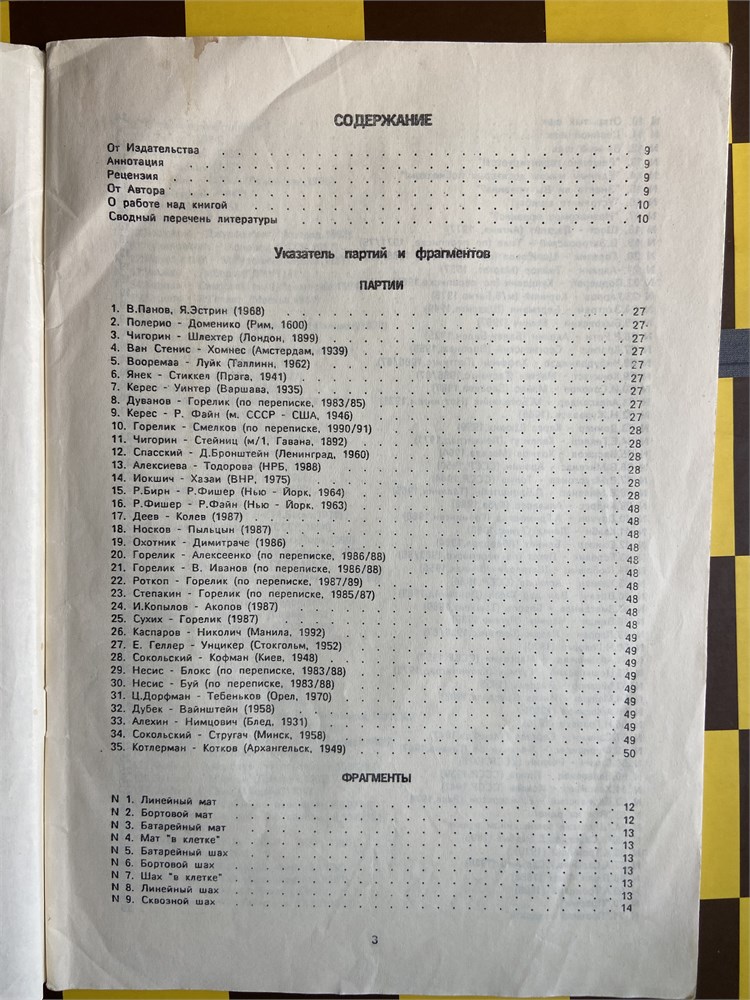 СОДЕРЖАНИЕ
От Издательства . . . . . . . . . . 9
Аннотация . . . . . . . . . . 9
Рецензия . . . . . . . . . . 9
От Автора . . . . . . . . . . 9
О работе над книгой . . . . . . . . . . 10
Сводный перечень литературы . . . . . . . . . . 10
Указатель партий и фрагментов
ПАРТИИ
1. В.Панов, Я.Эстрин (1968) . . . . . . . . . . 27
2. Полерио - Доменико (Рим, 1600) . . . . . . . . . . 27
3. Чигорин - Шлехтер (Лондон, 1899) . . . . . . . . . . 27
4. Ван Стенис - Хомнес (Амстердам, 1939) . . . . . . . . . . 27
5. Вооремаа - Луйк (Таллинн, 1962) . . . . . . . . . . 27
6. Янек - Стиккел (Прага, 1941) . . . . . . . . . . 27
7. Керес - Уинтер (Варшава, 1935) . . . . . . . . . . 27
8. Дуванов - Горелик (по переписке, 1983/85) . . . . . . . . . . 27
9. Керес - Р. Файн (м. СССР - США, 1946) . . . . . . . . . . 27
10. Горелик - Смелков (по переписке, 1990/91) . . . . . . . . . . 28
11. Чигорин - Стейниц (м/1, Гавана, 1892) . . . . . . . . . . 28
12. Спасский - Д.Бронштейн (Ленинград, 1960) . . . . . . . . . . 28
13. Алексиева - Тодорова (НРБ, 1988) . . . . . . . . . . 28
14. Иокшич - Хазаи (ВНР, 1975) . . . . . . . . . . 28
15. Р.Бирн - Р.Фишер (Нью - Йорк, 1964) . . . . . . . . . . 28
16. Р.Фишер - Р.Файн (Нью - Йорк, 1963) . . . . . . . . . . 48
17. Деев - Колев (1987) . . . . . . . . . . 48
18. Носков - Пыльцын (1987) . . . . . . . . . . 48
19. Охотник - Димитраче (1986) . . . . . . . . . . 48
20. Горелик - Алексеенко (по переписке, 1986/88) . . . . . . . . . . 48
21. Горелик - В. Иванов (по переписке, 1986/88) . . . . . . . . . . 48
22. Роткоп - Горелик (по переписке, 1987/89) . . . . . . . . . . 48
23. Степакин - Горелик (по переписке, 1985/87) . . . . . . . . . . 48
24. И.Копылов - Акопов (1987) . . . . . . . . . . 48
25. Сухих - Горелик (1987) . . . . . . . . . . 48
26. Каспаров - Николич (Манила, 1992) . . . . . . . . . . 49
27. Е. Геллер - Унцикер (Стокгольм, 1952) . . . . . . . . . . 49
28. Сокольский - Кофман (Киев, 1948) . . . . . . . . . . 49
29. Несис - Блокс (по переписке, 1983/88) . . . . . . . . . . 49
30. Несис - Буй (по переписке, 1983/88) . . . . . . . . . . 49
31. Ц.Дорфман - Тебеньков (Орел, 1970) . . . . . . . . . . 49
32. Дубек - Вайнштейн (1958) . . . . . . . . . . 49
33. Алехин - Нимцович (Блед, 1931) . . . . . . . . . . 49
34. Сокольский - Стругач (Минск, 1958) . . . . . . . . . . 49
35. Котлерман - Котков (Архангельск, 1949) . . . . . . . . . . 50
ФРАГМЕНТЫ
N 1. Линейный мат . . . . . . . . . . 12
N 2. Бортовой мат . . . . . . . . . . 12
N 3. Батарейный мат . . . . . . . . . . 13
N 4. Мат "в клетке" . . . . . . . . . . 13
N 5. Батарейный шах . . . . . . . . . . 13
N 6. Бортовой шах . . . . . . . . . . 13
N 7. Шах "в клетке" . . . . . . . . . . 13
N 8. Линейный шах . . . . . . . . . . 13
N 9. Сквозной шах . . . . . . . . . . 14
3